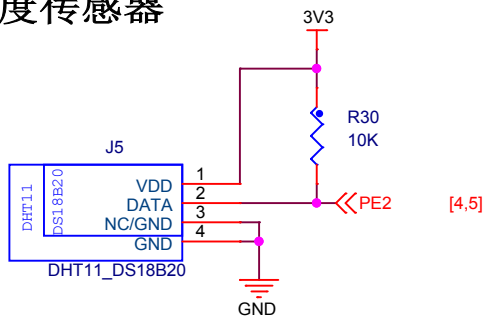 度传感器
3V3
R30
10K
J5
DHT11
DS18B20
VDD
1
DATA
2
NC/GND
3
GND
4
PE2
[4,5]
DHT11_DS18B20
GND